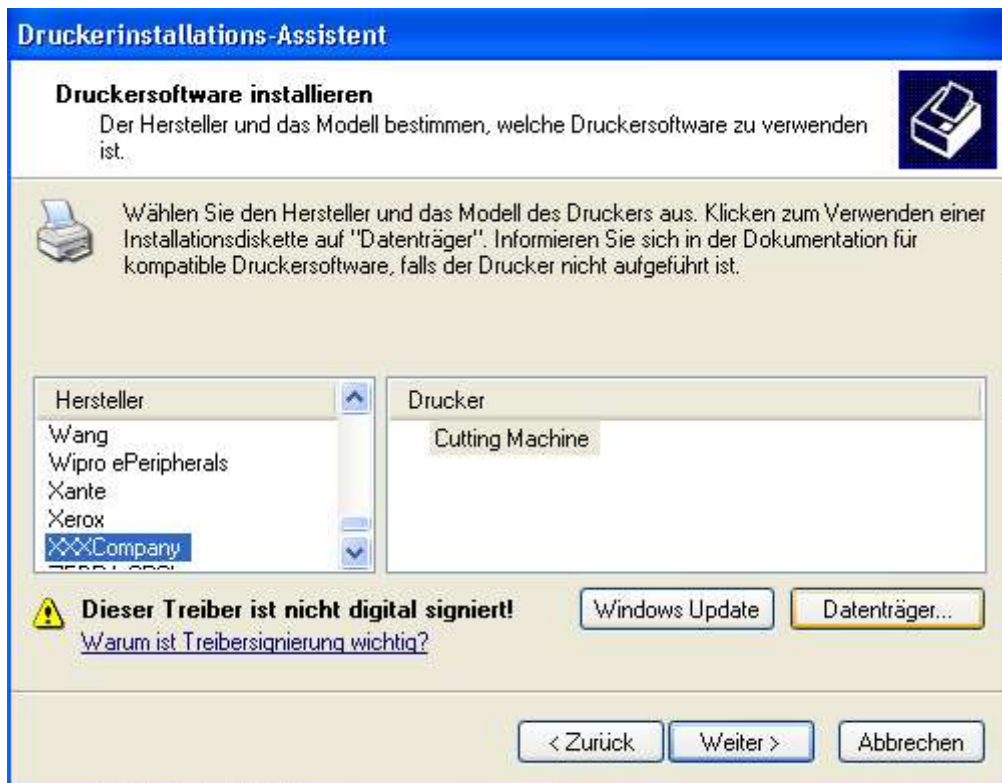 Druckerinstallations-Assistent
Druckersoftware installieren
Der Hersteller und das Modell bestimmen, welche Druckersoftware zu verwenden
ist.
Wählen Sie den Hersteller und das Modell des Druckers aus. Klicken zum Verwenden einer
Installationsdiskette auf "Datenträger". Informieren Sie sich in der Dokumentation für
kompatible Druckersoftware, falls der Drucker nicht aufgeführt ist.
Hersteller
Wang
Wipro ePeripherals
Xante
Xerox
XXXCompany
Drucker
Cutting Machine
Dieser Treiber ist nicht digital signiert!
Warum ist Treibersignierung wichtig?
Windows Update
Datenträger...
< Zurück
Weiter >
Abbrechen